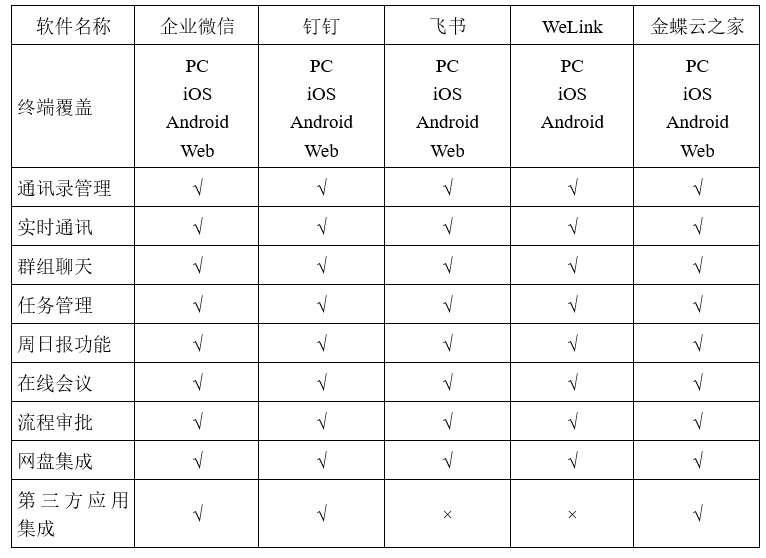 软件名称 企业微信 钉钉 飞书 WeLink 金蝶云之家
终端覆盖
PC PC PC PC PC
iOS iOS iOS iOS iOS
Android Android Android Android Android
Web Web Web Web
通讯录管理 √ √ √ √ √
实时通讯 √ √ √ √ √
群组聊天 √ √ √ √ √
任务管理 √ √ √ √ √
周日报功能 √ √ √ √ √
在线会议 √ √ √ √ √
流程审批 √ √ √ √ √
网盘集成 √ √ √ √ √
第三方应用
集成 √ √ × × √